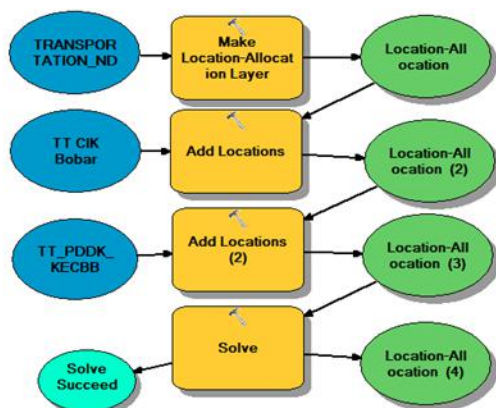 TRANSPOR
TATION_ND
Make
Location-Allocat
ion Layer
Location-All
ocation
TT CIK
Bobar
Add Locations
Location-All
ocation (2)
TT_PDDK_
KECBB
Add Locations
(2)
Location-All
ocation (3)
Solve
Solve
Succeed
Location-All
ocation (4)